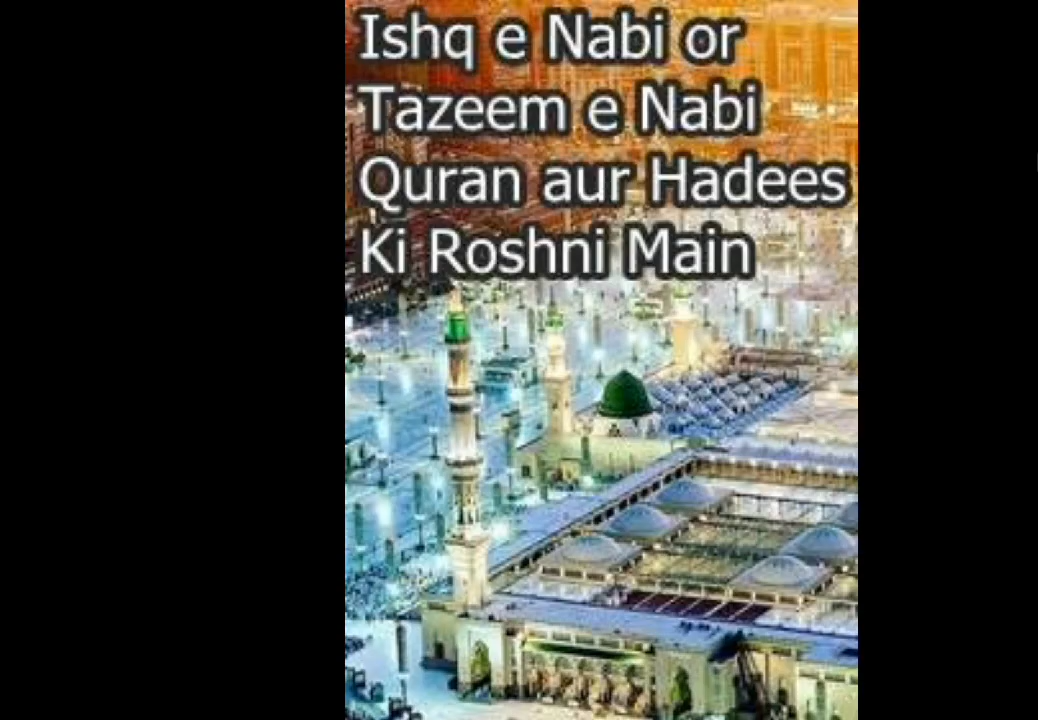 Ishq e Nabi or
Tazeem e Nabi
Quran aur Hadees
Ki Roshni Main